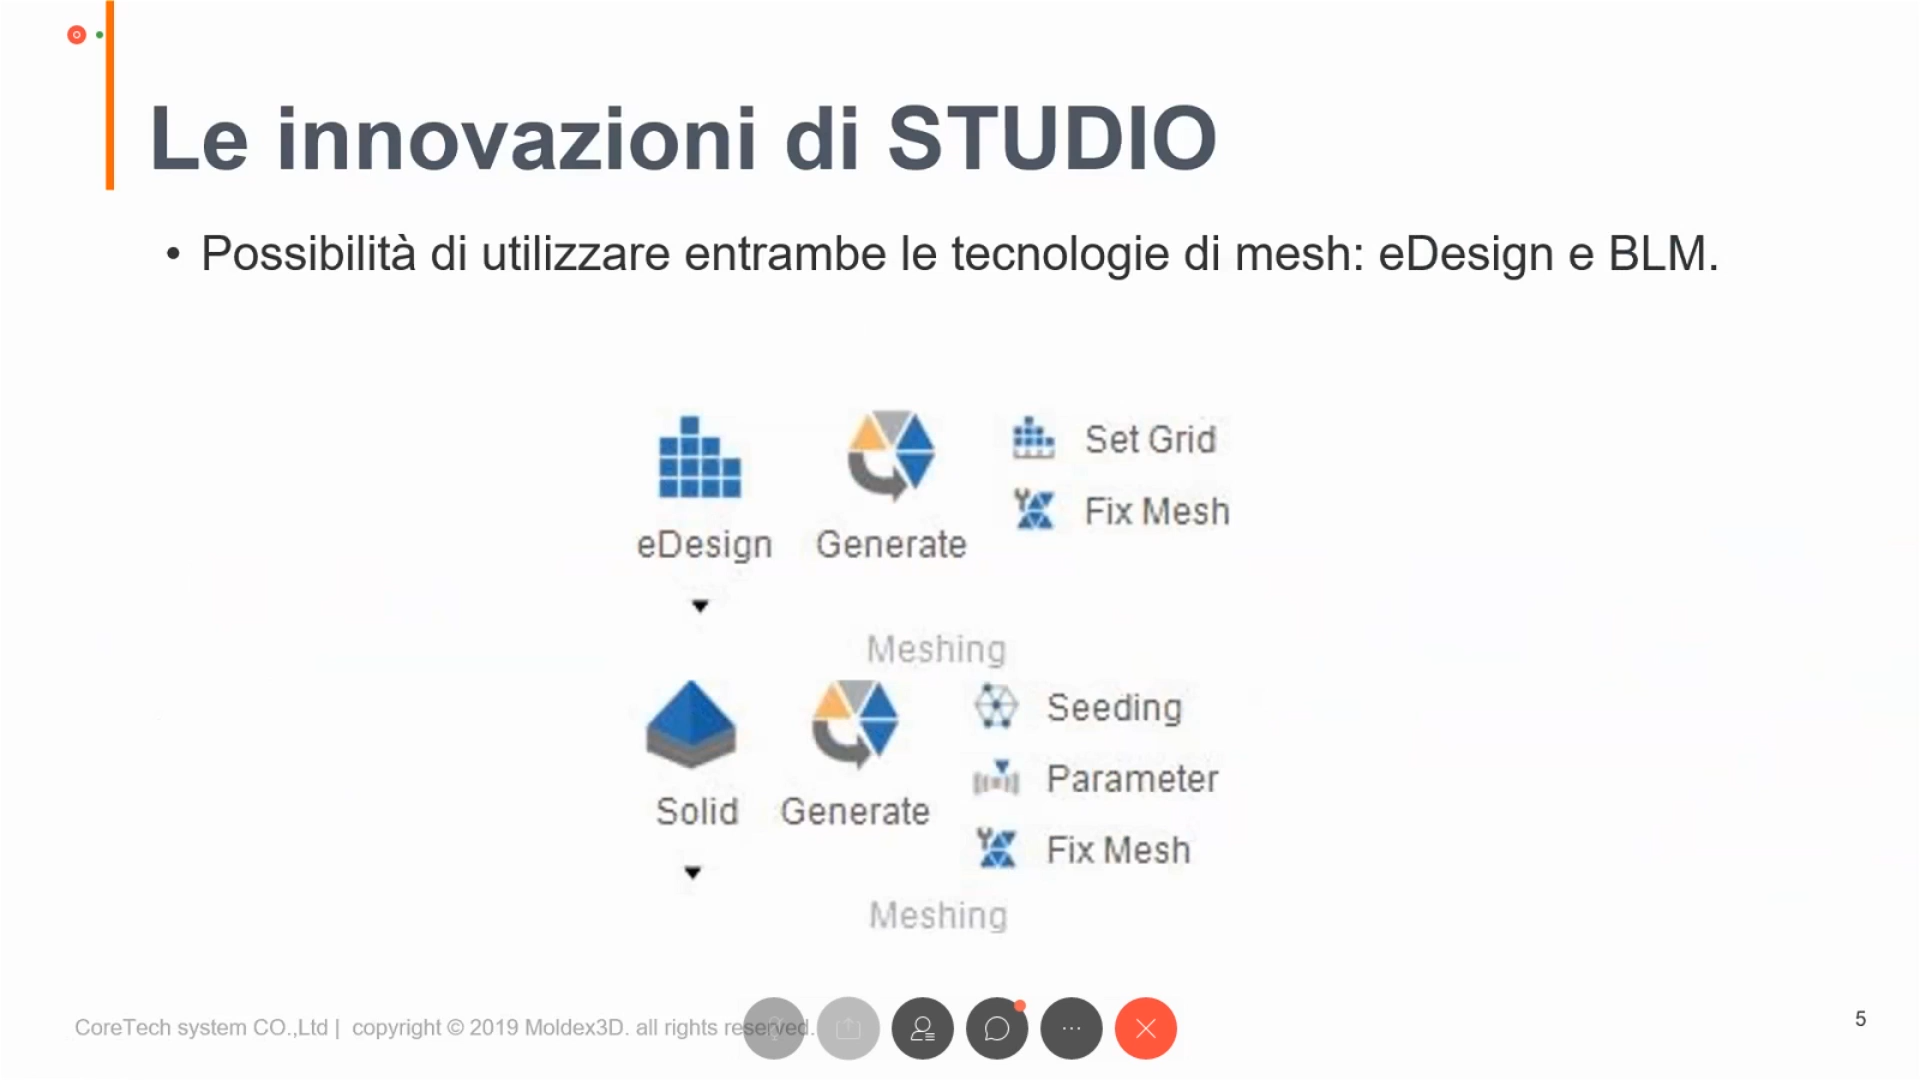 Le innovazioni di STUDIO
• Possibilità di utilizzare entrambe le tecnologie di mesh: eDesign e BLM.
Set Grid
Fix Mesh
eDesign Generate
Meshing
Seeding
Parameter
Solid Generate
Fix Mesh
Meshing
CoreTech system CO.,Ltd | copyright © 2019 Moldex3D. all rights reserved.
5